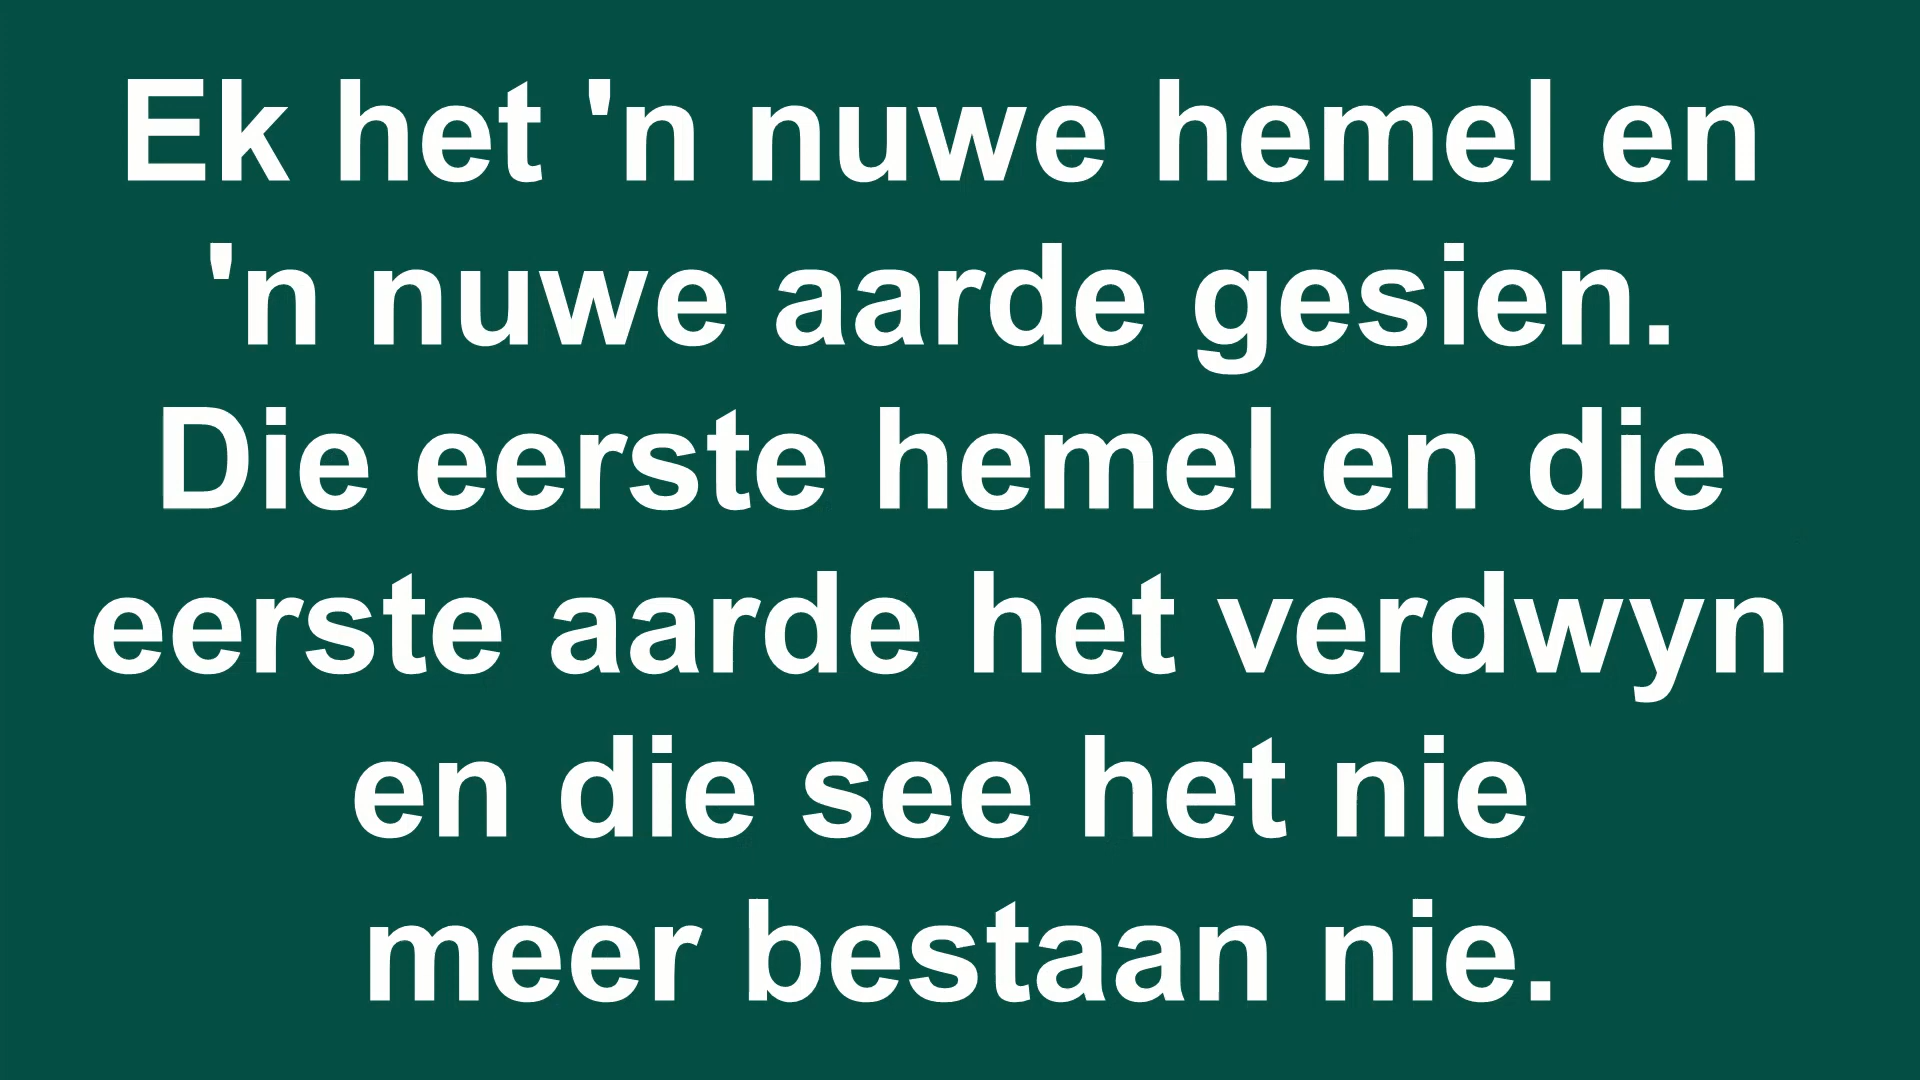 Ek het 'n nuwe hemel en
'n nuwe aarde gesien.
Die eerste hemel en die
eerste aarde het verdwyn
en die see het nie
meer bestaan nie.